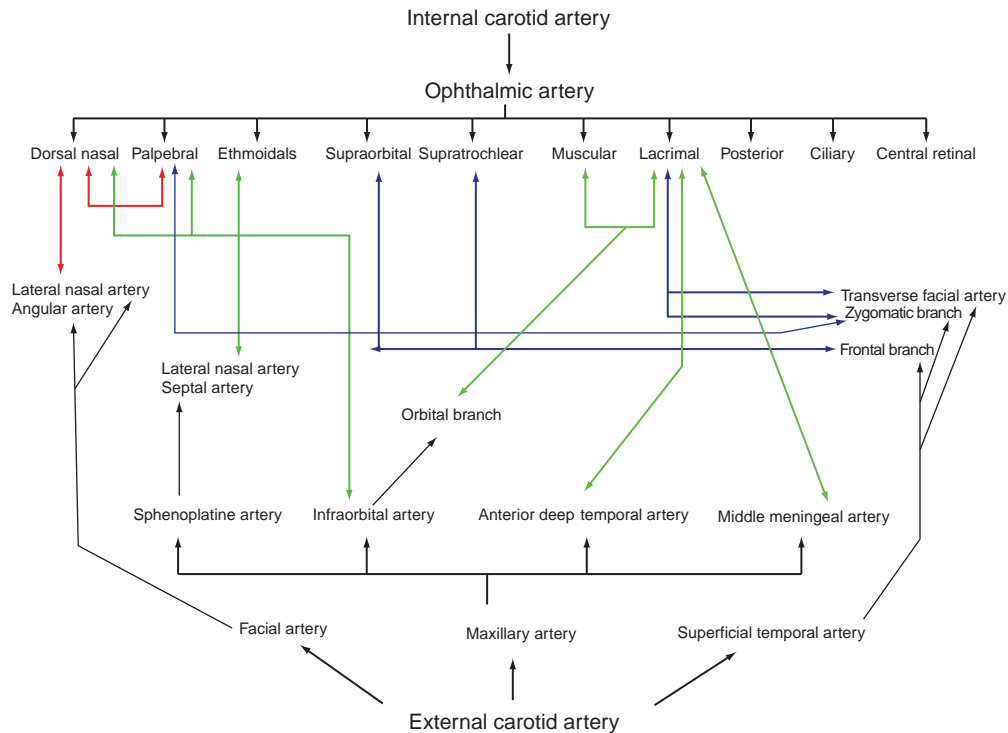 Internal carotid artery
Ophthalmic artery
Dorsal nasal Palpebral Ethmoidals Supraorbital Supratrochlear Muscular Lacrimal Posterior Ciliary Central retinal
Lateral nasal artery
Angular artery
Transverse facial artery
Zygomatic branch
Frontal branch
Lateral nasal artery
Septal artery
Orbital branch
Sphenoplatine artery Infraorbital artery Anterior deep temporal artery Middle meningeal artery
Facial artery Maxillary artery Superficial temporal artery
External carotid artery